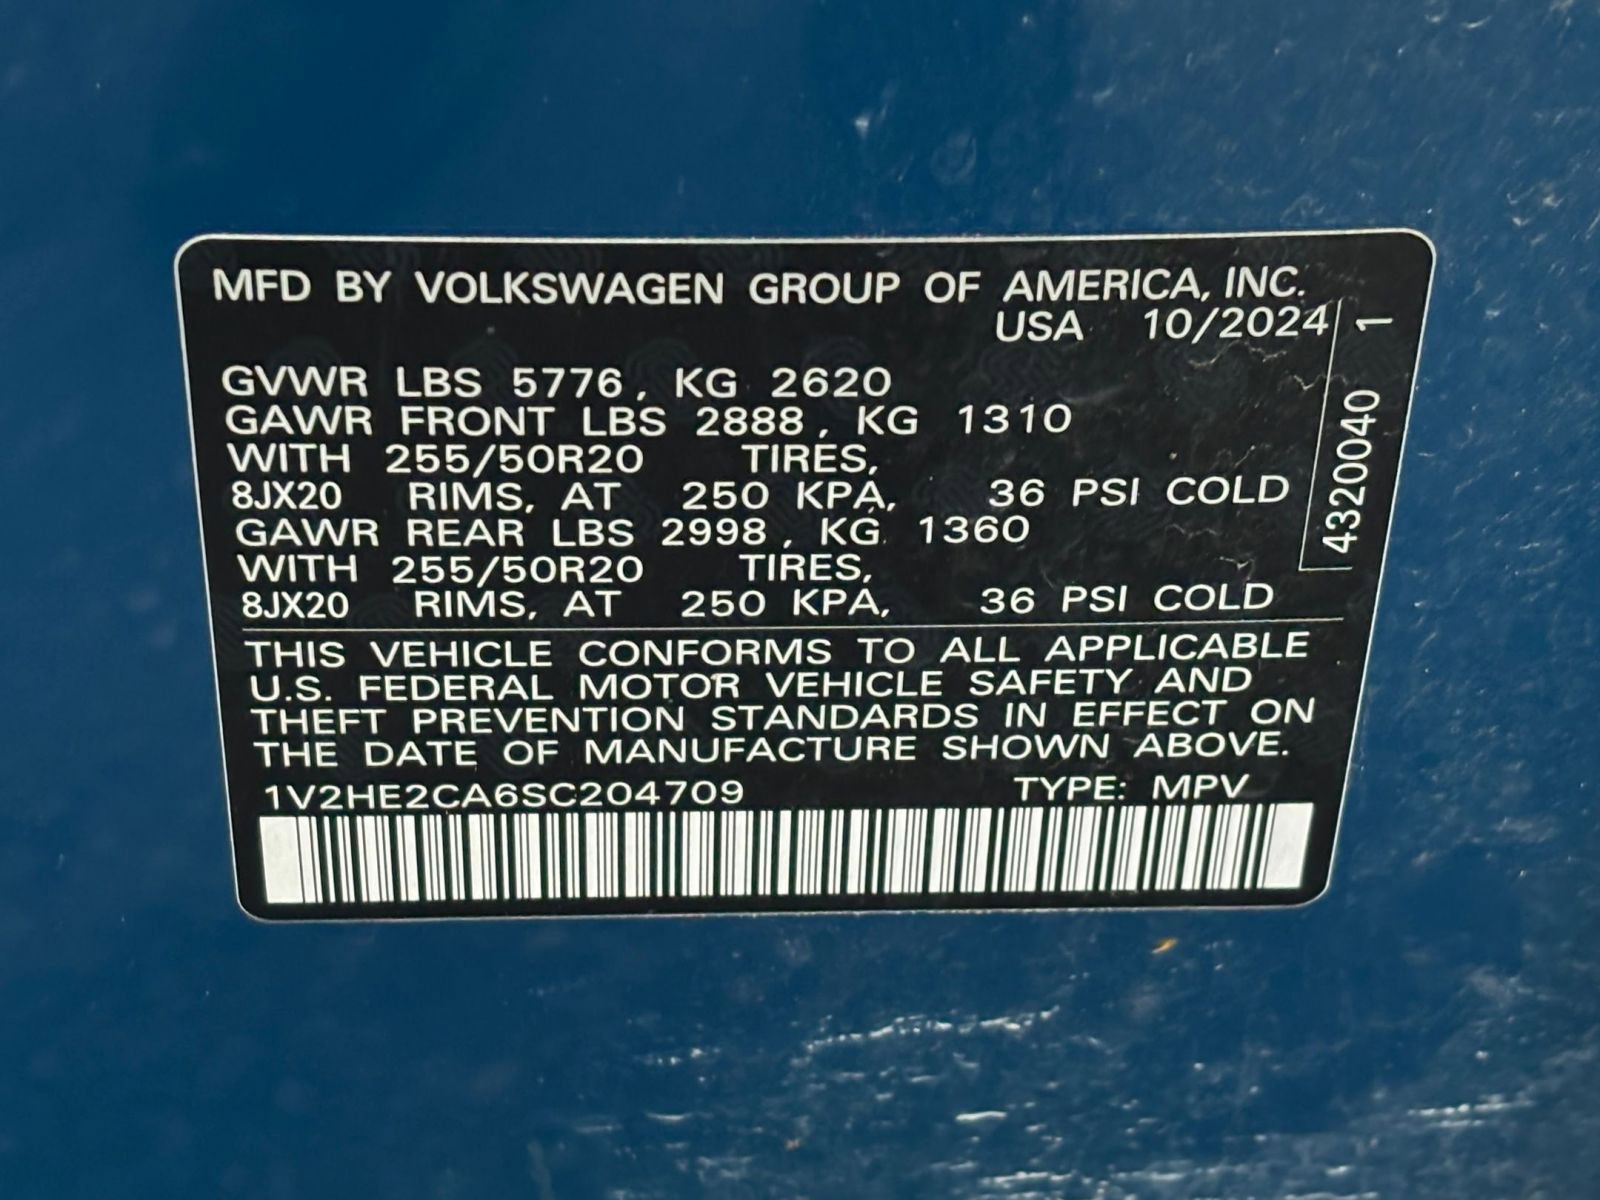 MFD BY VOLKSWAGEN GROUP OF AMERICA, INC.
USA 10/2024
GVWR LBS 5776, KG 2620
GAWR FRONT LBS 2888, KG 1310
WITH 255/50R20 TIRES,
8JX20 RIMS, AT 250 KPA, 36 PSI COLD
GAWR REAR LBS 2998, KG 1360
WITH 255/50R20 TIRES,
8JX20 RIMS, AT 250 KPA, 36 PSI COLD
4320040 1
THIS VEHICLE CONFORMS TO ALL APPLICABLE
U.S. FEDERAL MOTOR VEHICLE SAFETY AND
THEFT PREVENTION STANDARDS IN EFFECT ON
THE DATE OF MANUFACTURE SHOWN ABOVE.
1V2HE2CA6SC204709 TYPE: MPV